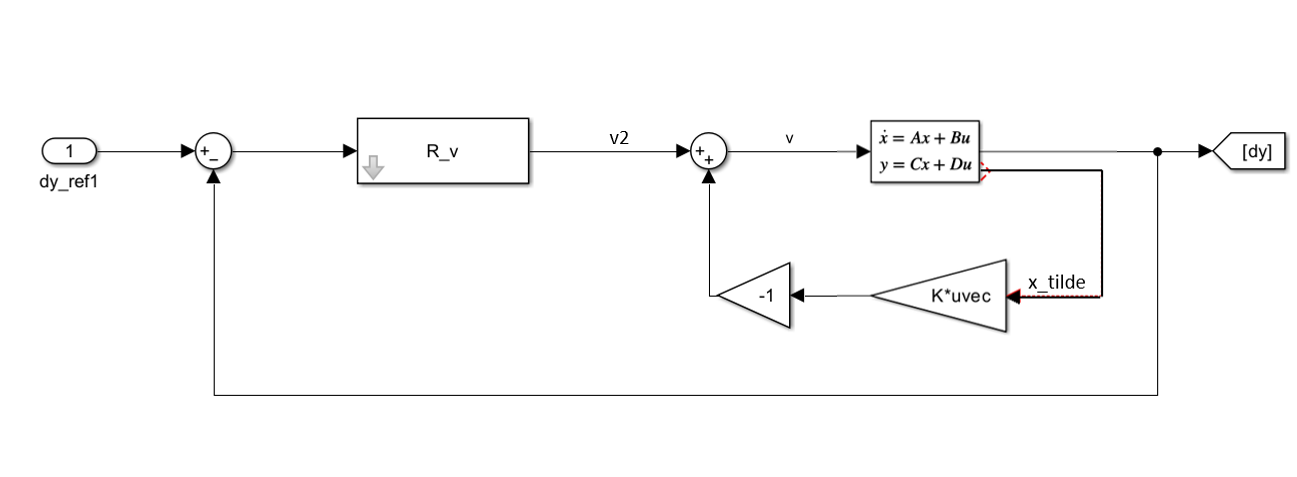 1
dy_ref1
+
−
R_v
v2
+
+
v
ẋ = Ax + Bu
y = Cx + Du
[dy]
-1
K*uvec
x_tilde